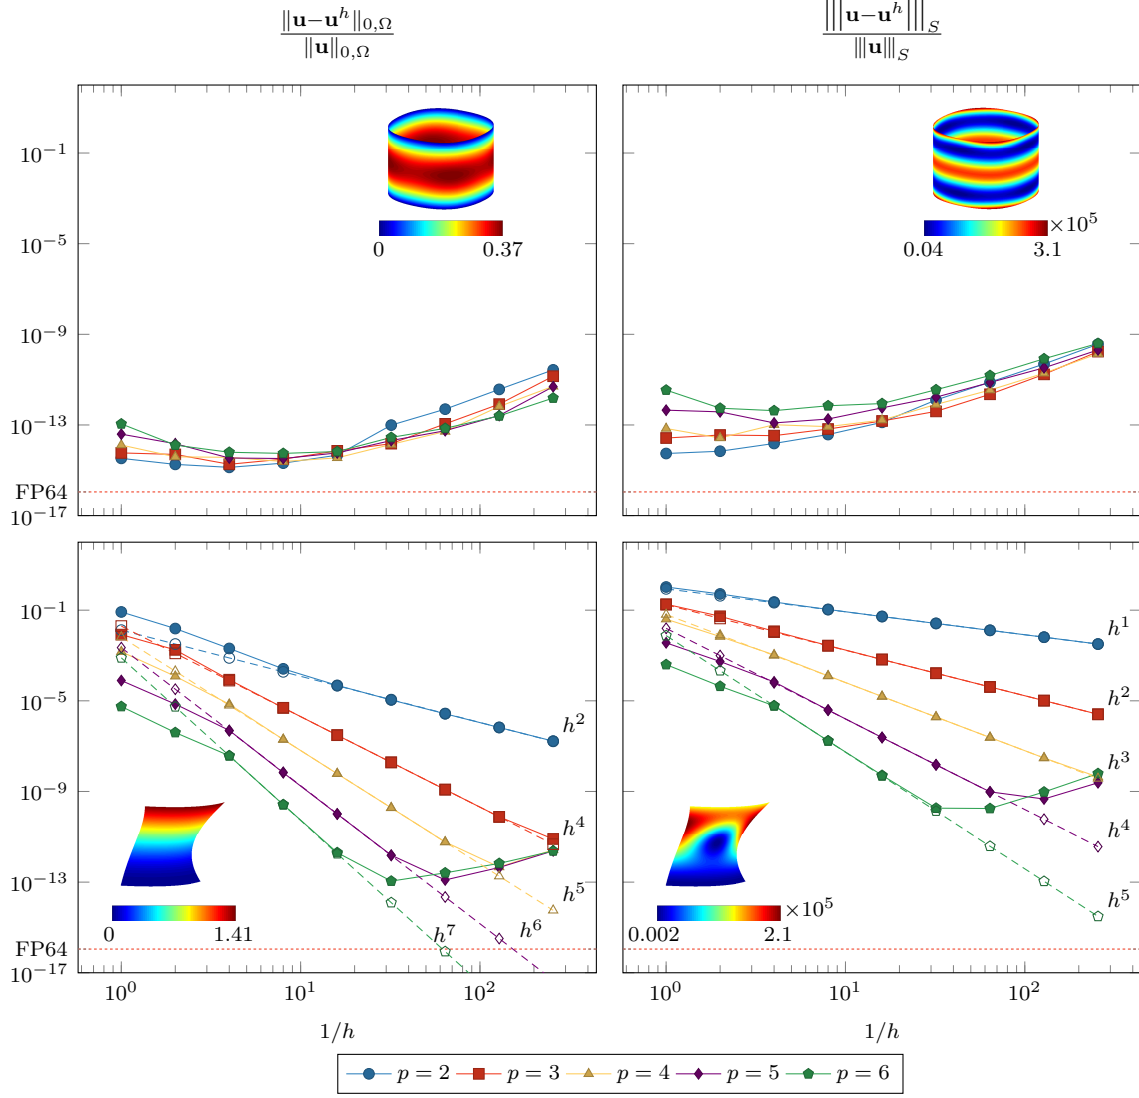 ‖u−u^h‖_{0,Ω} / ‖u‖_{0,Ω}
|||u−u^h|||_S / |||u|||_S
10^{−1}
10^{−5}
10^{−9}
10^{−13}
FP64
10^{−17}
0 0.37
×10^5
0.04 3.1
10^{−1}
10^{−5}
10^{−9}
10^{−13}
FP64
10^{−17}
h^2
h^4
h^5
h^6
h^7
0 1.41
h^1
h^2
h^3
h^4
h^5
×10^5
0.002 2.1
10^0 10^1 10^2
10^0 10^1 10^2
1/h
1/h
p = 2 p = 3 p = 4 p = 5 p = 6